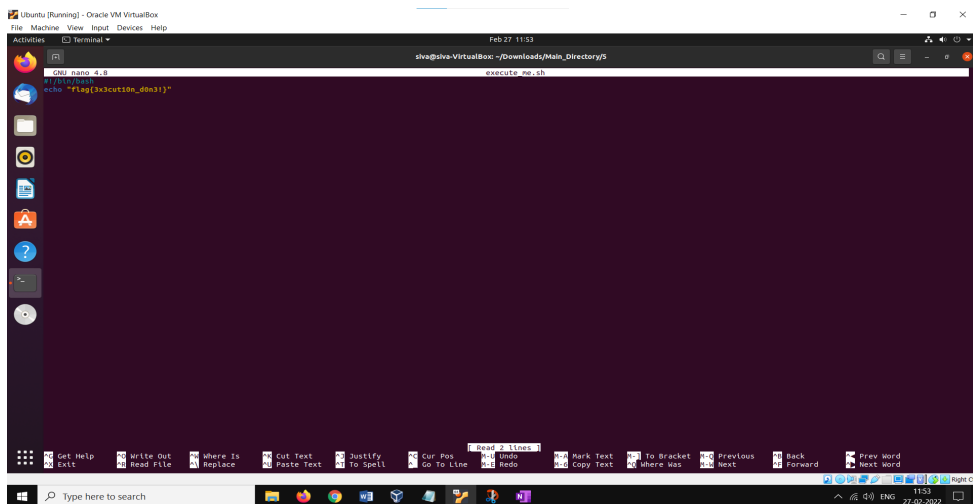 Ubuntu [Running] - Oracle VM VirtualBox
File Machine View Input Devices Help
Activities Terminal Feb 27 11:53
siva@siva-VirtualBox: ~/Downloads/Main_Directory/5
GNU nano 4.8 execute_me.sh
#!/bin/bash
echo "flag{3x3cut10n_d0n3!}"
[ Read 2 lines ]
^G Get Help ^O Write Out ^W Where Is ^K Cut Text ^J Justify ^C Cur Pos M-U Undo M-A Mark Text M-] To Bracket M-Q Previous ^B Back Prev Word
^X Exit ^R Read File ^\ Replace ^U Paste Text ^T To Spell Go To Line M-E Redo M-6 Copy Text ^Q Where Was M-W Next ^F Forward Next Word
Right C
Type here to search
ENG
11:53
27-02-2022